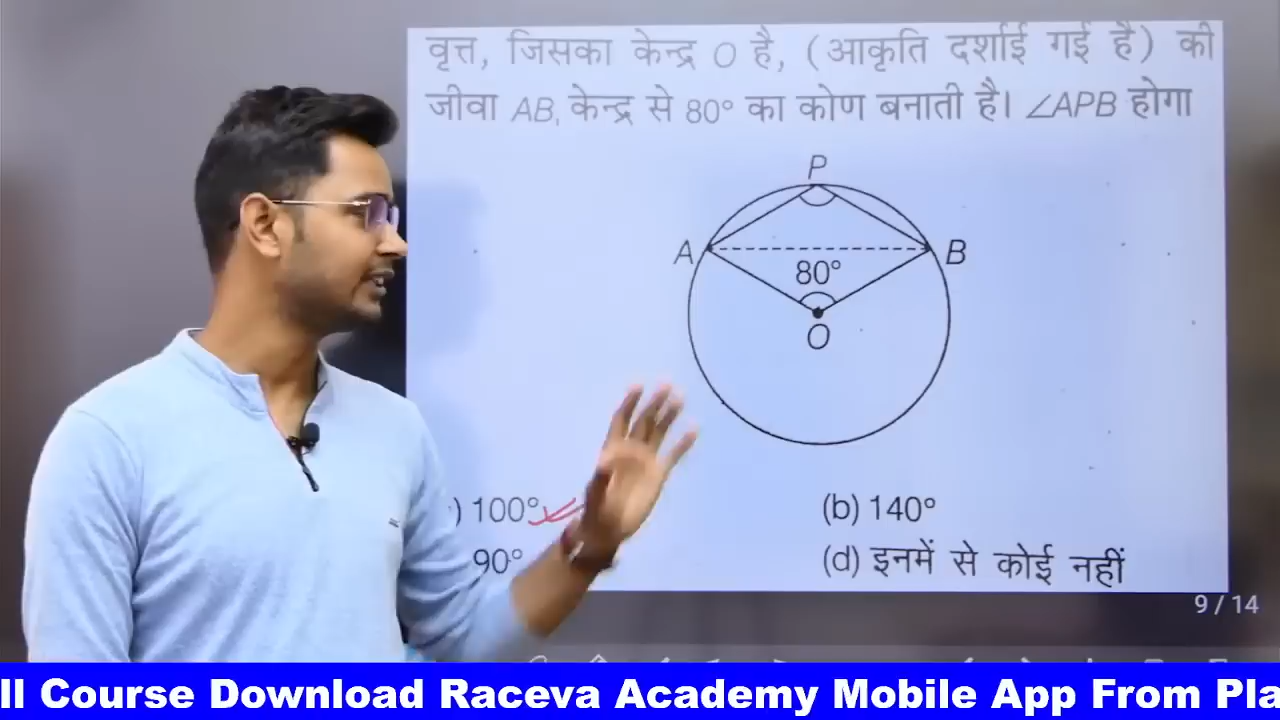 वृत्त, जिसका केन्द्र O है, (आकृति दर्शाई गई है) की
जीवा AB, केन्द्र से 80° का कोण बनाती है। ∠APB होगा
P
A
B
80°
O
) 100°
(b) 140°
90°
(d) इनमें से कोई नहीं
9 / 14
ll Course Download Raceva Academy Mobile App From Pla